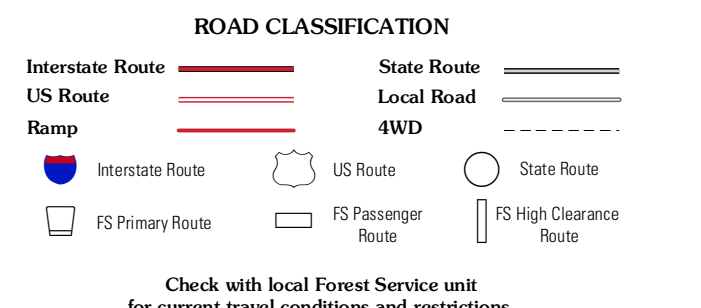 ROAD CLASSIFICATION
Interstate Route
State Route
US Route
Local Road
Ramp
4WD
Interstate Route
US Route
State Route
FS Primary Route
FS Passenger
Route
FS High Clearance
Route
Check with local Forest Service unit
for current travel conditions and restrictions